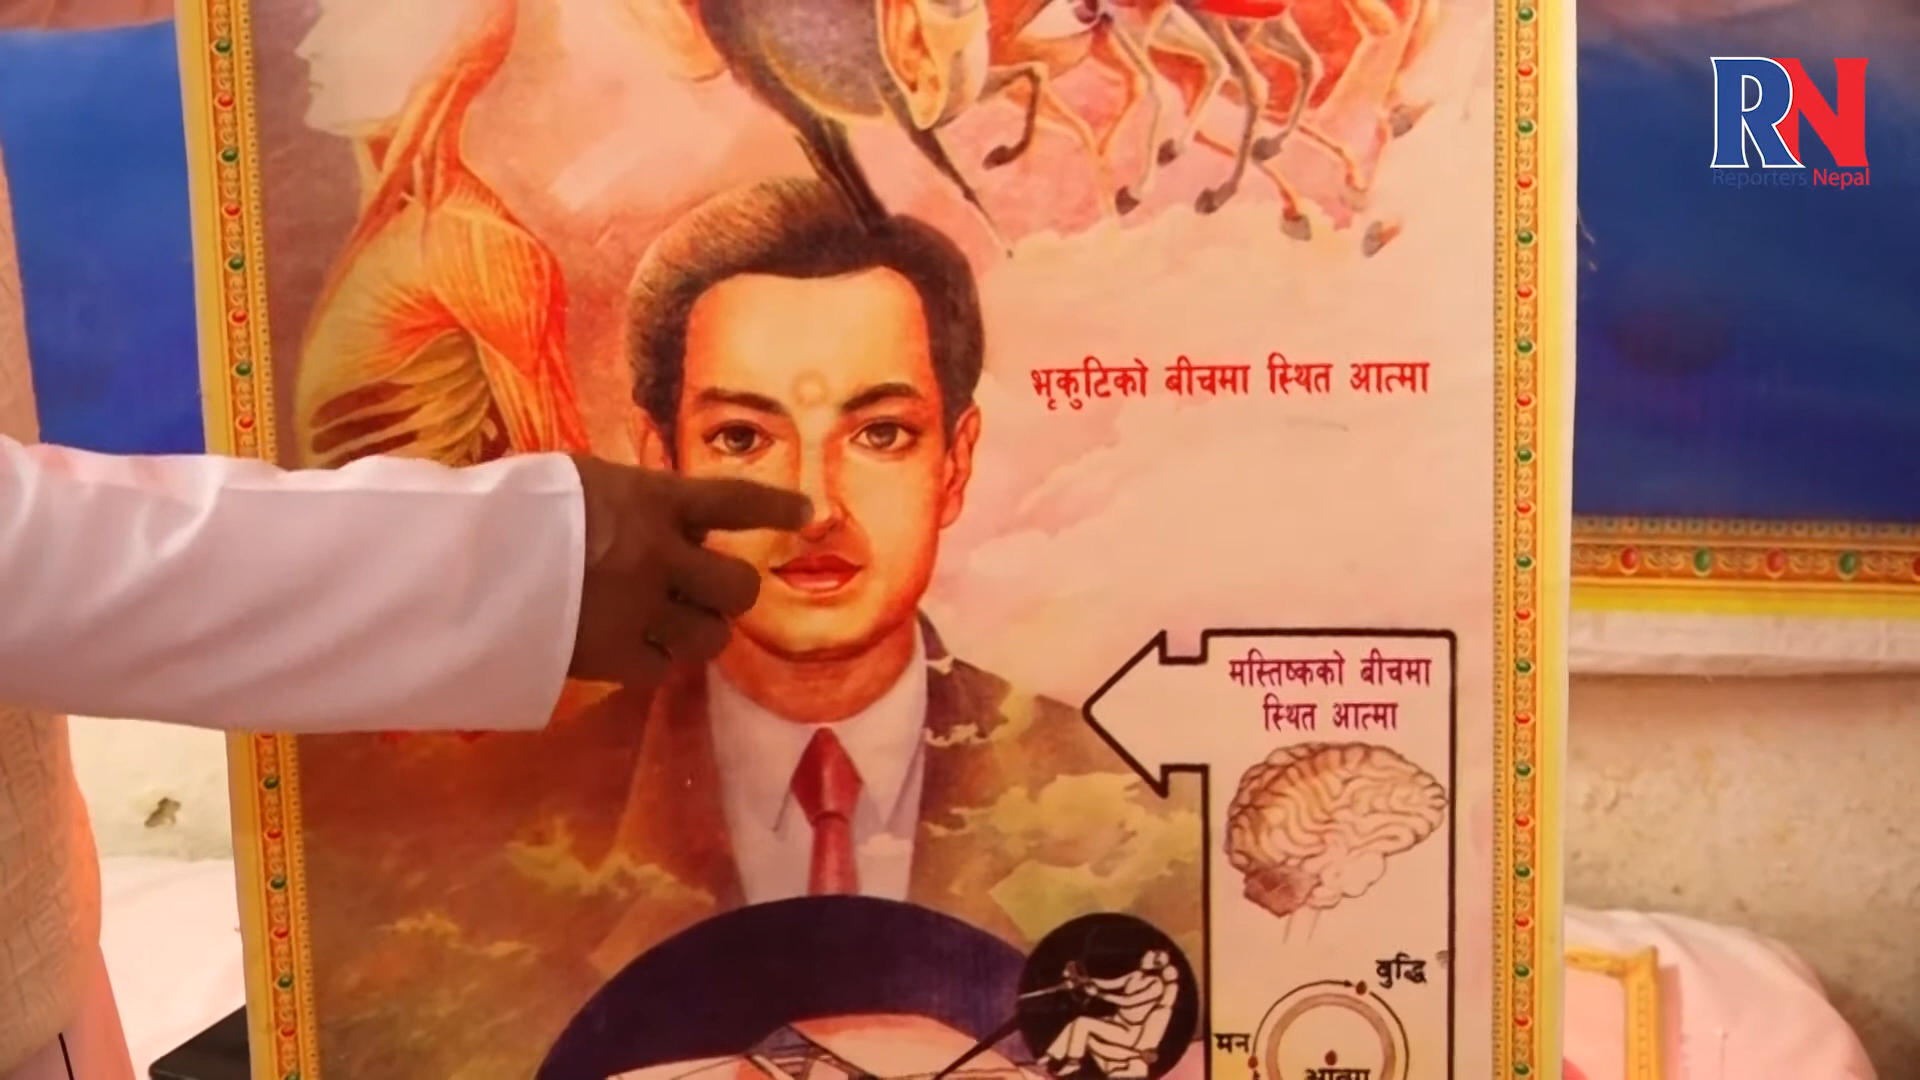 RN
Reporters Nepal
भृकुटिको बीचमा स्थित आत्मा
मस्तिष्कको बीचमा
स्थित आत्मा
बुद्धि
मन